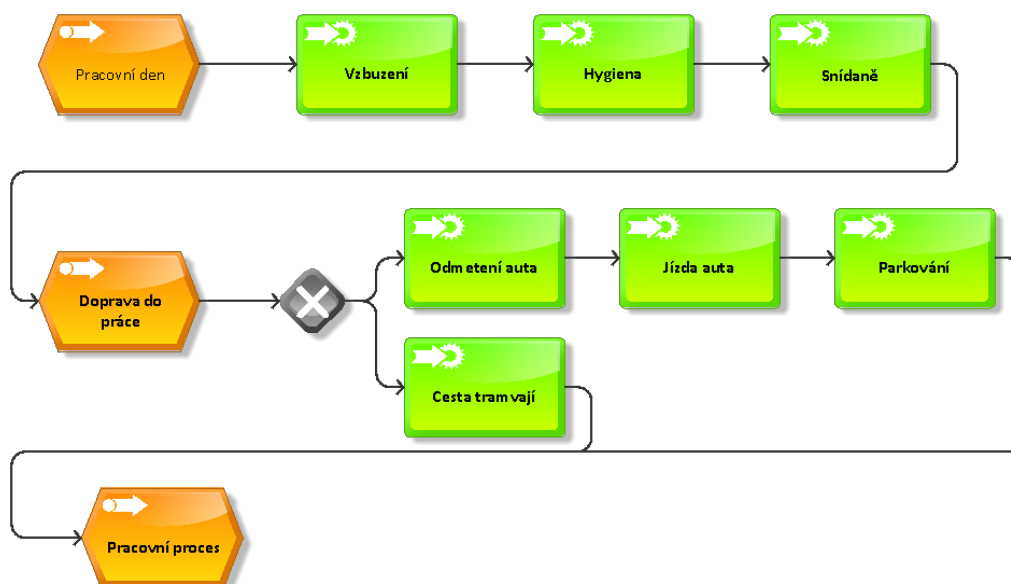 Pracovní den
Vzbuzení
Hygiena
Snídaně
Doprava do
práce
Odmetení auta
Jízda auta
Parkování
Cesta tramvají
Pracovní proces